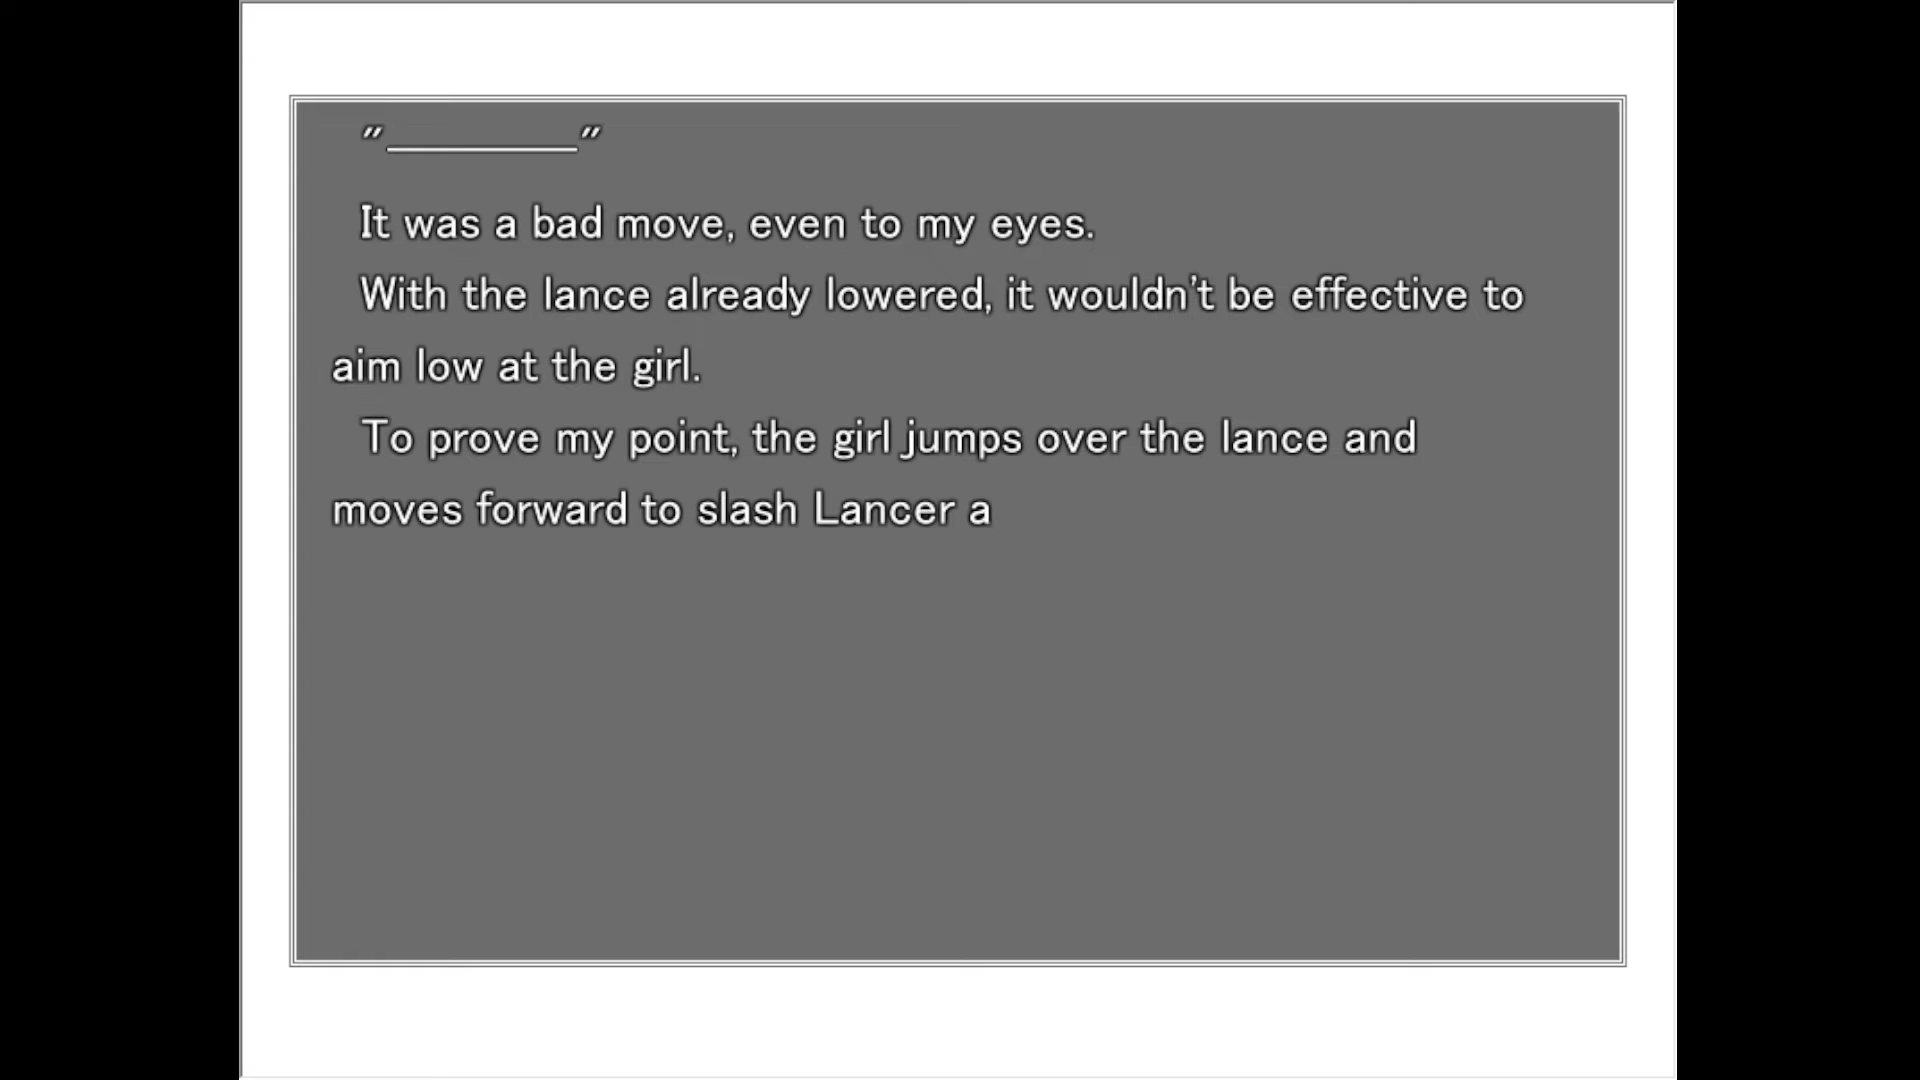 "________"
It was a bad move, even to my eyes.
With the lance already lowered, it wouldn't be effective to
aim low at the girl.
To prove my point, the girl jumps over the lance and
moves forward to slash Lancer a